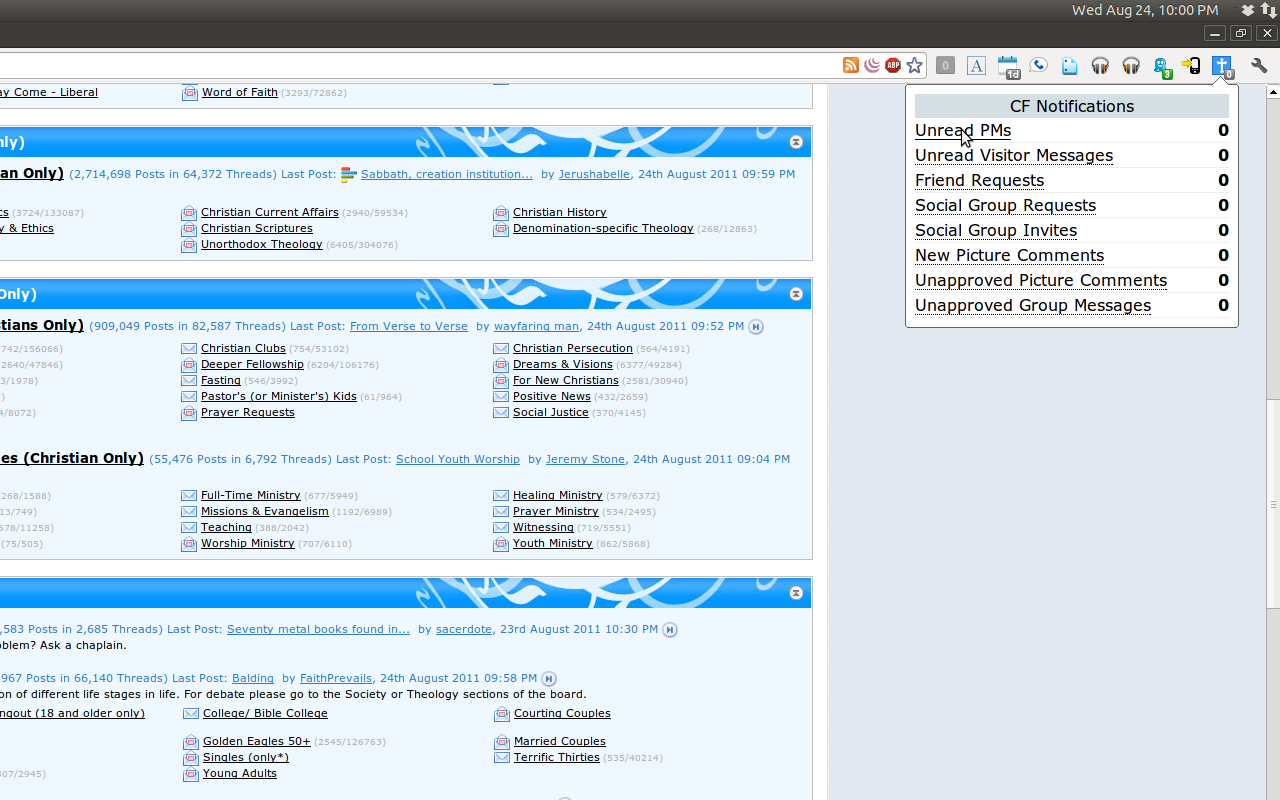 Wed Aug 24, 10:00 PM
0 A 1d ABP 3 0
ay Come - Liberal Word of Faith (3293/72862)
nly)
an Only) (2,714,698 Posts in 64,372 Threads) Last Post: Sabbath, creation institution... by Jerushabelle, 24th August 2011 09:59 PM
cs (3724/133087) Christian Current Affairs (2940/59534) Christian History
y & Ethics Christian Scriptures Denomination-specific Theology (268/12863)
Unorthodox Theology (6405/304076)
Only)
stians Only) (909,049 Posts in 82,587 Threads) Last Post: From Verse to Verse by wayfaring man, 24th August 2011 09:52 PM
742/156066) Christian Clubs (754/53102) Christian Persecution (564/4191)
2640/47846) Deeper Fellowship (6204/106176) Dreams & Visions (6377/49284)
3/1978) Fasting (546/3992) For New Christians (2581/30940)
) Pastor's (or Minister's) Kids (61/964) Positive News (432/2659)
4/8072) Prayer Requests Social Justice (370/4145)
es (Christian Only) (55,476 Posts in 6,792 Threads) Last Post: School Youth Worship by Jeremy Stone, 24th August 2011 09:04 PM
268/1588) Full-Time Ministry (677/5949) Healing Ministry (579/6372)
13/749) Missions & Evangelism (1192/6989) Prayer Ministry (534/2495)
678/11258) Teaching (388/2042) Witnessing (719/5551)
(75/505) Worship Ministry (707/6110) Youth Ministry (862/5868)
,583 Posts in 2,685 Threads) Last Post: Seventy metal books found in... by sacerdote, 23rd August 2011 10:30 PM
oblem? Ask a chaplain.
967 Posts in 66,140 Threads) Last Post: Balding by FaithPrevails, 24th August 2011 09:58 PM
on of different life stages in life. For debate please go to the Society or Theology sections of the board.
ngout (18 and older only) College/ Bible College Courting Couples
Golden Eagles 50+ (2545/126763) Married Couples
Singles (only*) Terrific Thirties (535/40214)
807/2945) Young Adults
CF Notifications
Unread PMs 0
Unread Visitor Messages 0
Friend Requests 0
Social Group Requests 0
Social Group Invites 0
New Picture Comments 0
Unapproved Picture Comments 0
Unapproved Group Messages 0